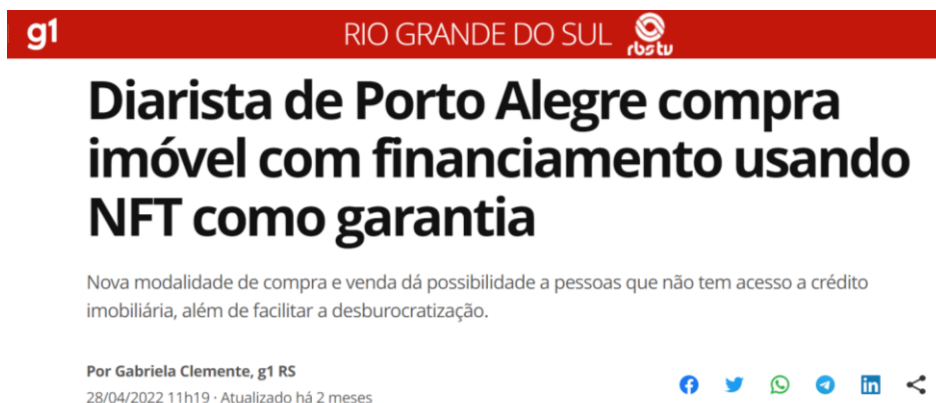 g1
RIO GRANDE DO SUL
rbstv
Diarista de Porto Alegre compra
imóvel com financiamento usando
NFT como garantia
Nova modalidade de compra e venda dá possibilidade a pessoas que não tem acesso a crédito
imobiliária, além de facilitar a desburocratização.
Por Gabriela Clemente, g1 RS
28/04/2022 11h19 · Atualizado há 2 meses
in